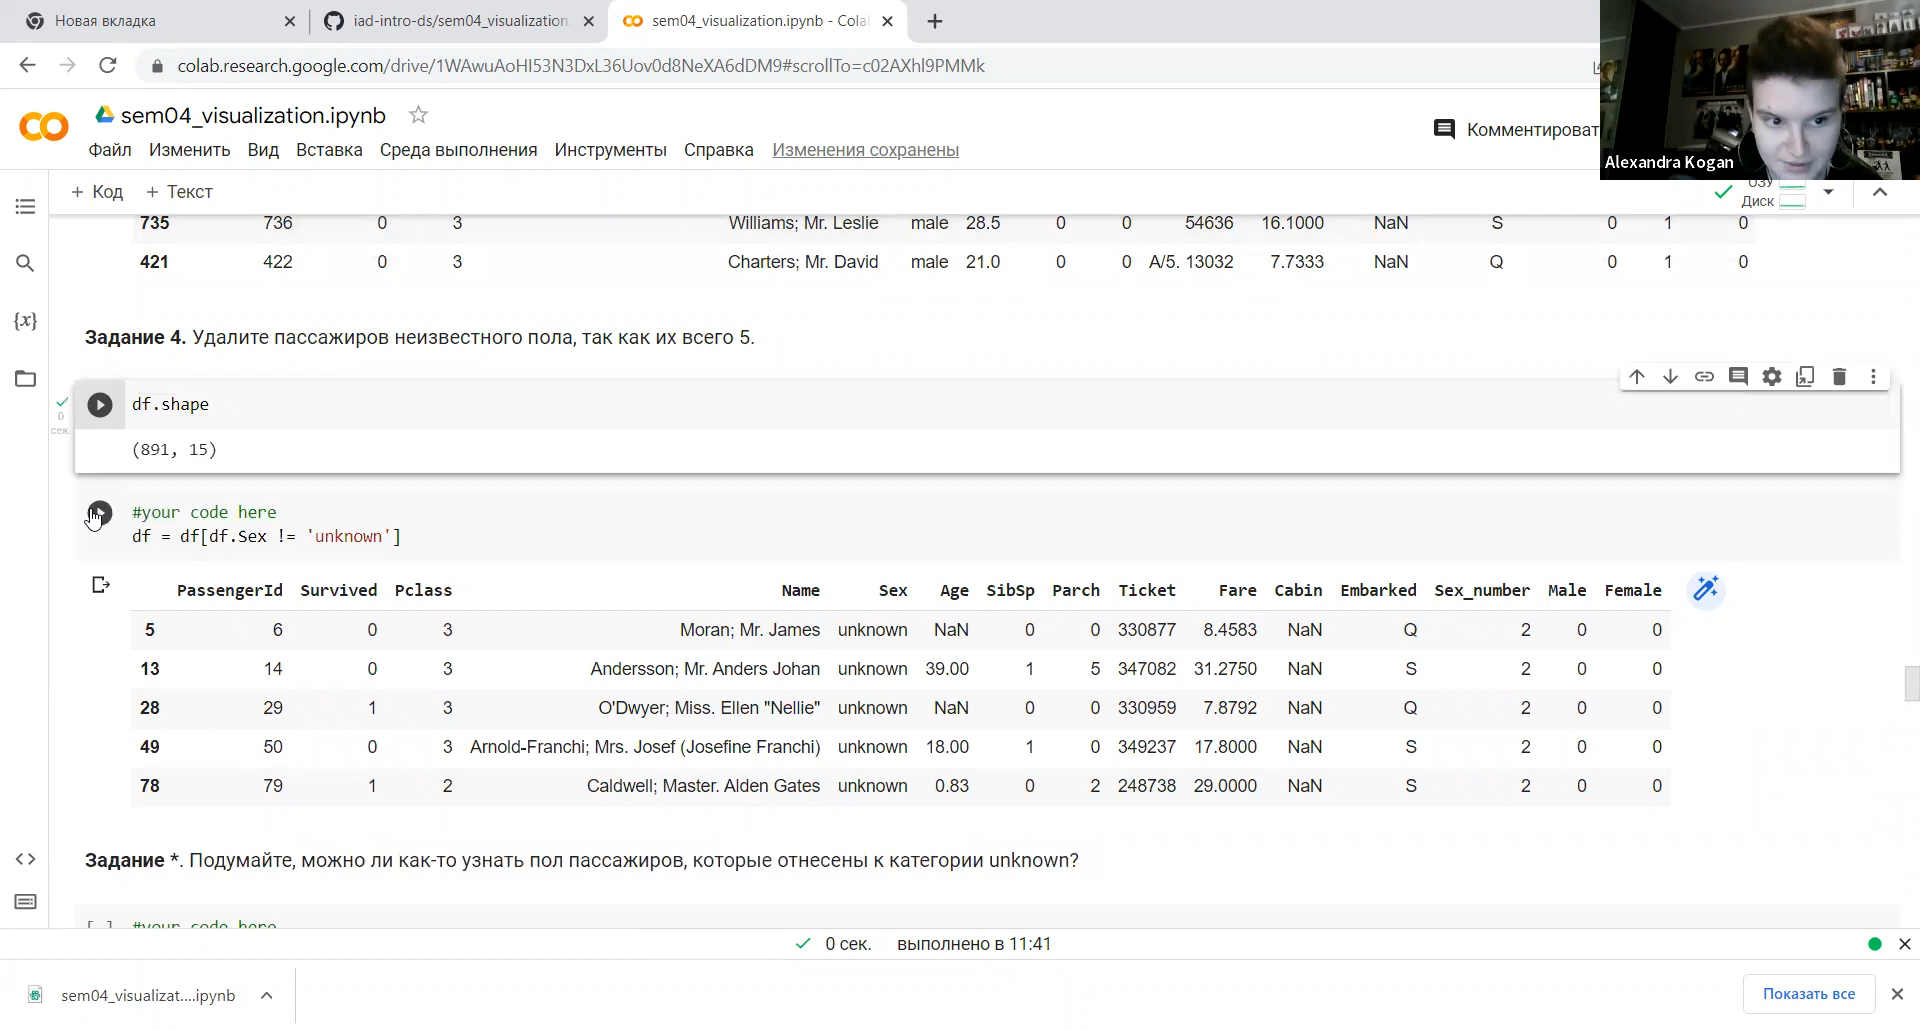 Новая вкладка
iad-intro-ds/sem04_visualization.
sem04_visualization.ipynb - Cola
colab.research.google.com/drive/1WAwuAoHI53N3DxL36Uov0d8NeXA6dDM9#scrollTo=c02AXhl9PMMk
sem04_visualization.ipynb
Комментироват
Файл Изменить Вид Вставка Среда выполнения Инструменты Справка Изменения сохранены
Alexandra Kogan
+ Код + Текст
ОЗУ
Диск
735 736 0 3 Williams; Mr. Leslie male 28.5 0 0 54636 16.1000 NaN S 0 1 0
421 422 0 3 Charters; Mr. David male 21.0 0 0 A/5. 13032 7.7333 NaN Q 0 1 0
{x}
Задание 4. Удалите пассажиров неизвестного пола, так как их всего 5.
0
сек.
df.shape
(891, 15)
#your code here
df = df[df.Sex != 'unknown']
PassengerId Survived Pclass Name Sex Age SibSp Parch Ticket Fare Cabin Embarked Sex_number Male Female
5 6 0 3 Moran; Mr. James unknown NaN 0 0 330877 8.4583 NaN Q 2 0 0
13 14 0 3 Andersson; Mr. Anders Johan unknown 39.00 1 5 347082 31.2750 NaN S 2 0 0
28 29 1 3 O'Dwyer; Miss. Ellen "Nellie" unknown NaN 0 0 330959 7.8792 NaN Q 2 0 0
49 50 0 3 Arnold-Franchi; Mrs. Josef (Josefine Franchi) unknown 18.00 1 0 349237 17.8000 NaN S 2 0 0
78 79 1 2 Caldwell; Master. Alden Gates unknown 0.83 0 2 248738 29.0000 NaN S 2 0 0
Задание *. Подумайте, можно ли как-то узнать пол пассажиров, которые отнесены к категории unknown?
[ ] #your code here
0 сек. выполнено в 11:41
sem04_visualizat....ipynb
Показать все